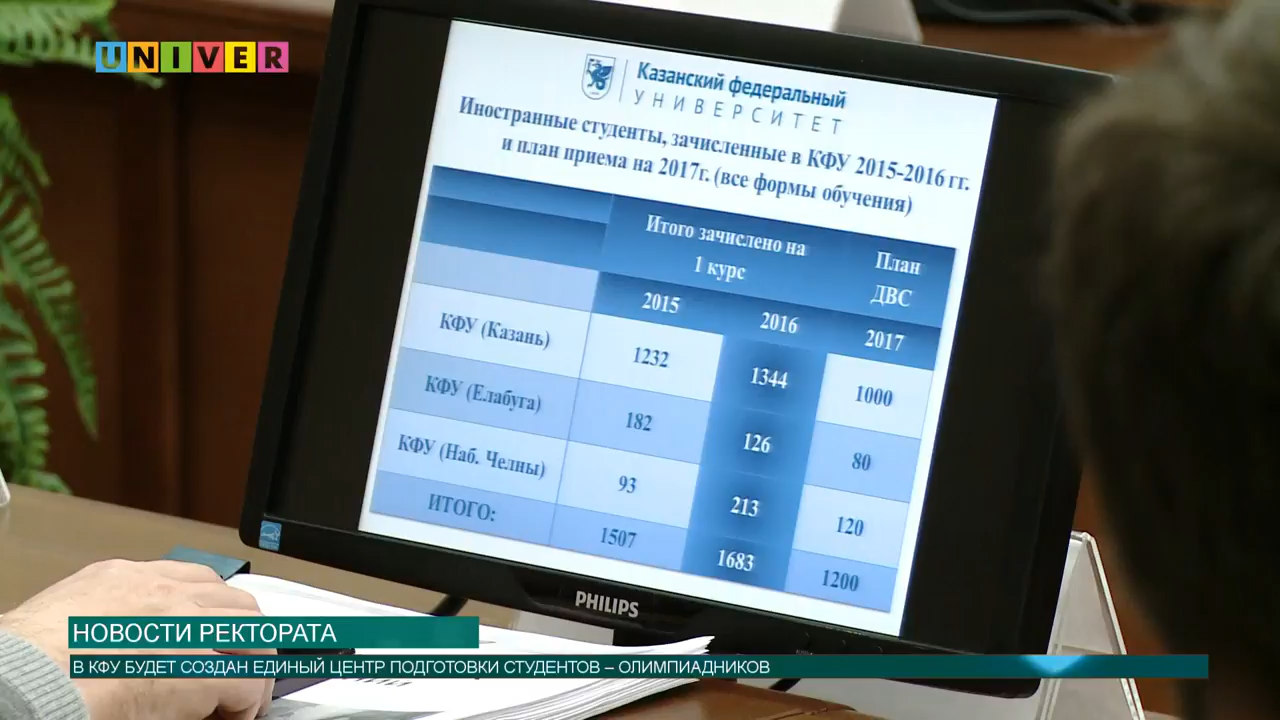 UNIVER
Казанский федеральный
УНИВЕРСИТЕТ
Иностранные студенты, зачисленные в КФУ 2015-2016 гг.
и план приема на 2017г. (все формы обучения)
Итого зачислено на
1 курс
План
ДВС
2015 2016 2017
КФУ (Казань) 1232 1344 1000
КФУ (Елабуга) 182 126 80
КФУ (Наб. Челны) 93 213 120
ИТОГО: 1507 1683 1200
PHILIPS
НОВОСТИ РЕКТОРАТА
В КФУ БУДЕТ СОЗДАН ЕДИНЫЙ ЦЕНТР ПОДГОТОВКИ СТУДЕНТОВ – ОЛИМПИАДНИКОВ